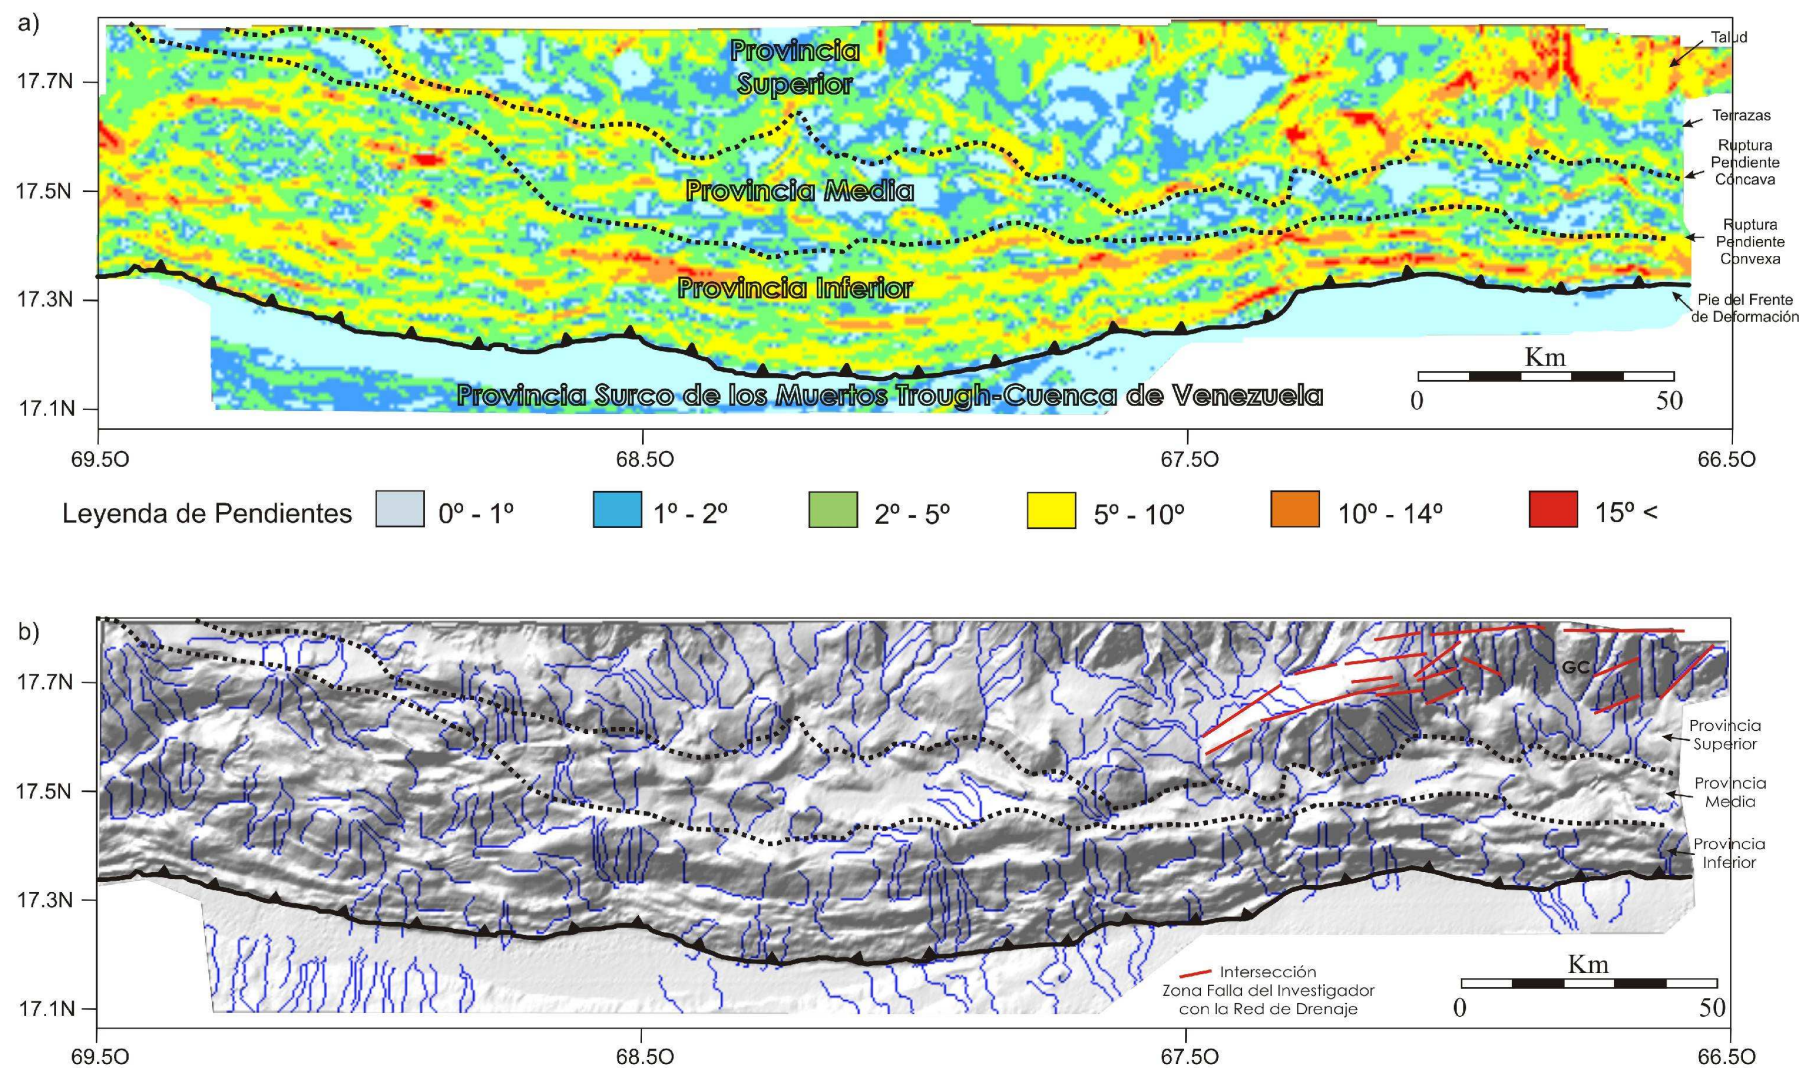 a)
Provincia
Superior
Talud
17.7N
Terrazas
Ruptura
Pendiente
Cóncava
17.5N
Provincia Media
Ruptura
Pendiente
Convexa
Provincia Inferior
17.3N
Pie del Frente
de Deformación
Km
Provincia Surco de los Muertos Trough-Cuenca de Venezuela
17.1N
0 50
69.5O 68.5O 67.5O 66.5O
Leyenda de Pendientes 0º - 1º 1º - 2º 2º - 5º 5º - 10º 10º - 14º 15º <
b)
GC
17.7N
Provincia
Superior
17.5N
Provincia
Media
Provincia
Inferior
17.3N
Intersección
Zona Falla del Investigador
con la Red de Drenaje
Km
17.1N
0 50
69.5O 68.5O 67.5O 66.5O